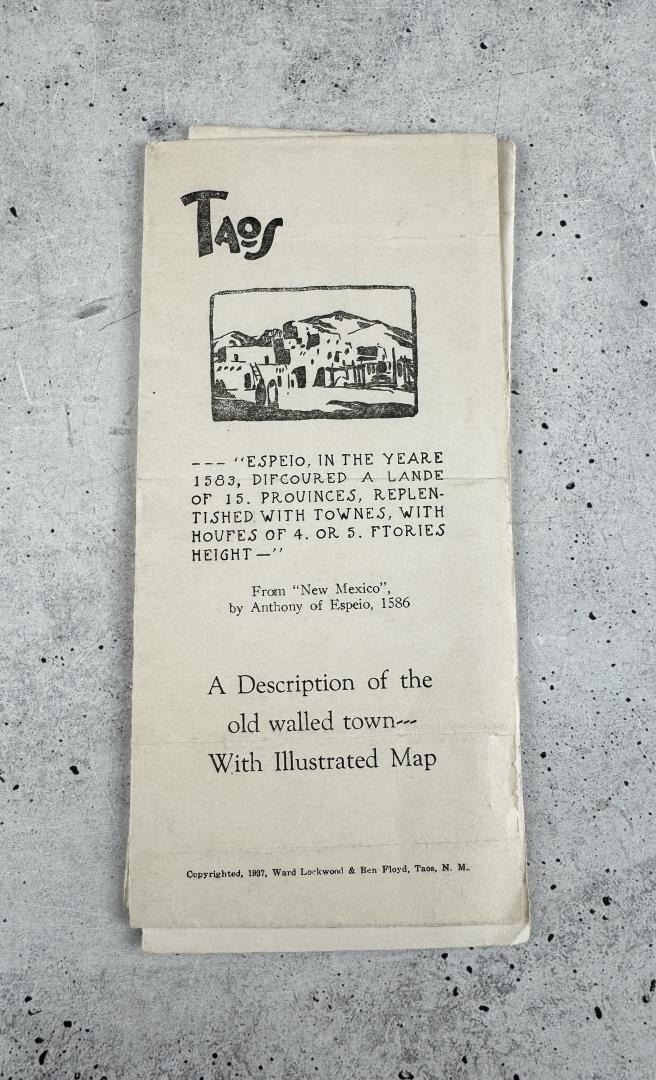 TAOS
--- "ESPEIO, IN THE YEARE
1583, DIFCOURED A LANDE
OF 15. PROUINCES, REPLEN-
TISHED WITH TOWNES, WITH
HOUFES OF 4. OR 5. FTORIES
HEIGHT—"
From "New Mexico",
by Anthony of Espeio, 1586
A Description of the
old walled town---
With Illustrated Map
Copyrighted, 1937, Ward Lockwood & Ben Floyd, Taos, N. M.